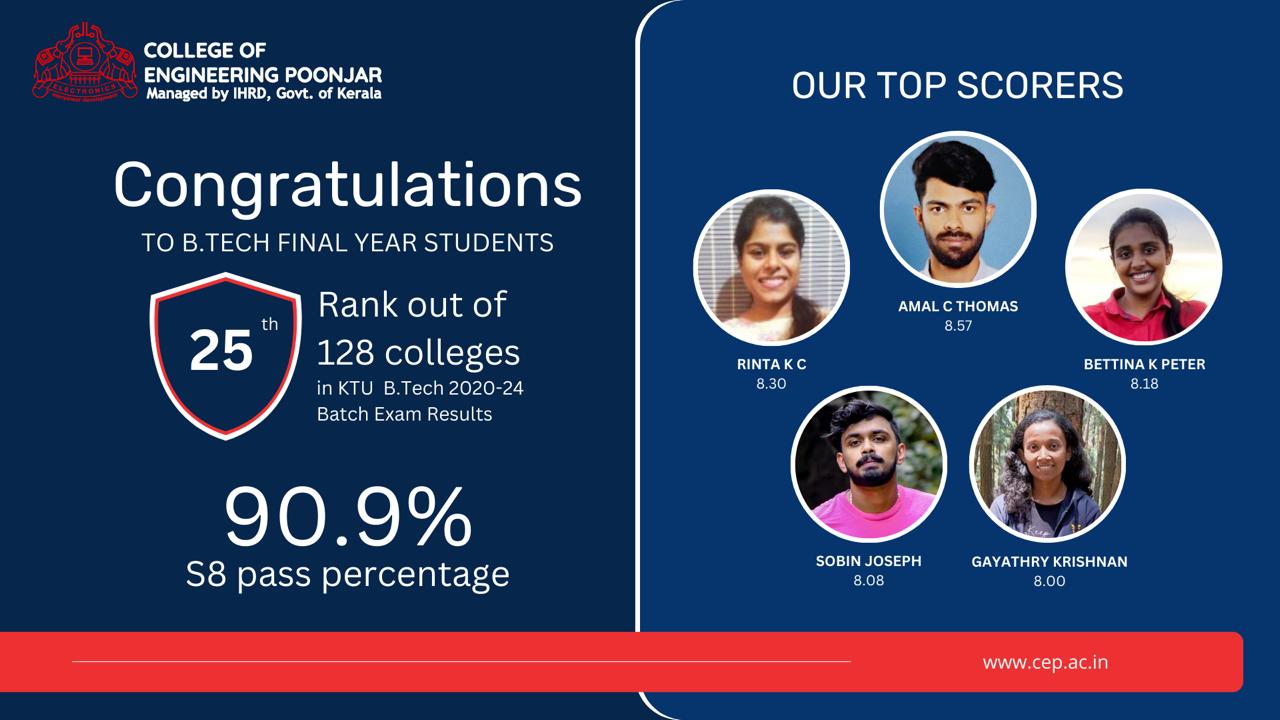 COLLEGE OF
ENGINEERING POONJAR
Managed by IHRD, Govt. of Kerala
ELECTRONICS
Congratulations
TO B.TECH FINAL YEAR STUDENTS
25th
Rank out of
128 colleges
in KTU B.Tech 2020-24
Batch Exam Results
90.9%
S8 pass percentage
OUR TOP SCORERS
AMAL C THOMAS
8.57
RINTA K C
8.30
BETTINA K PETER
8.18
SOBIN JOSEPH
8.08
GAYATHRY KRISHNAN
8.00
www.cep.ac.in